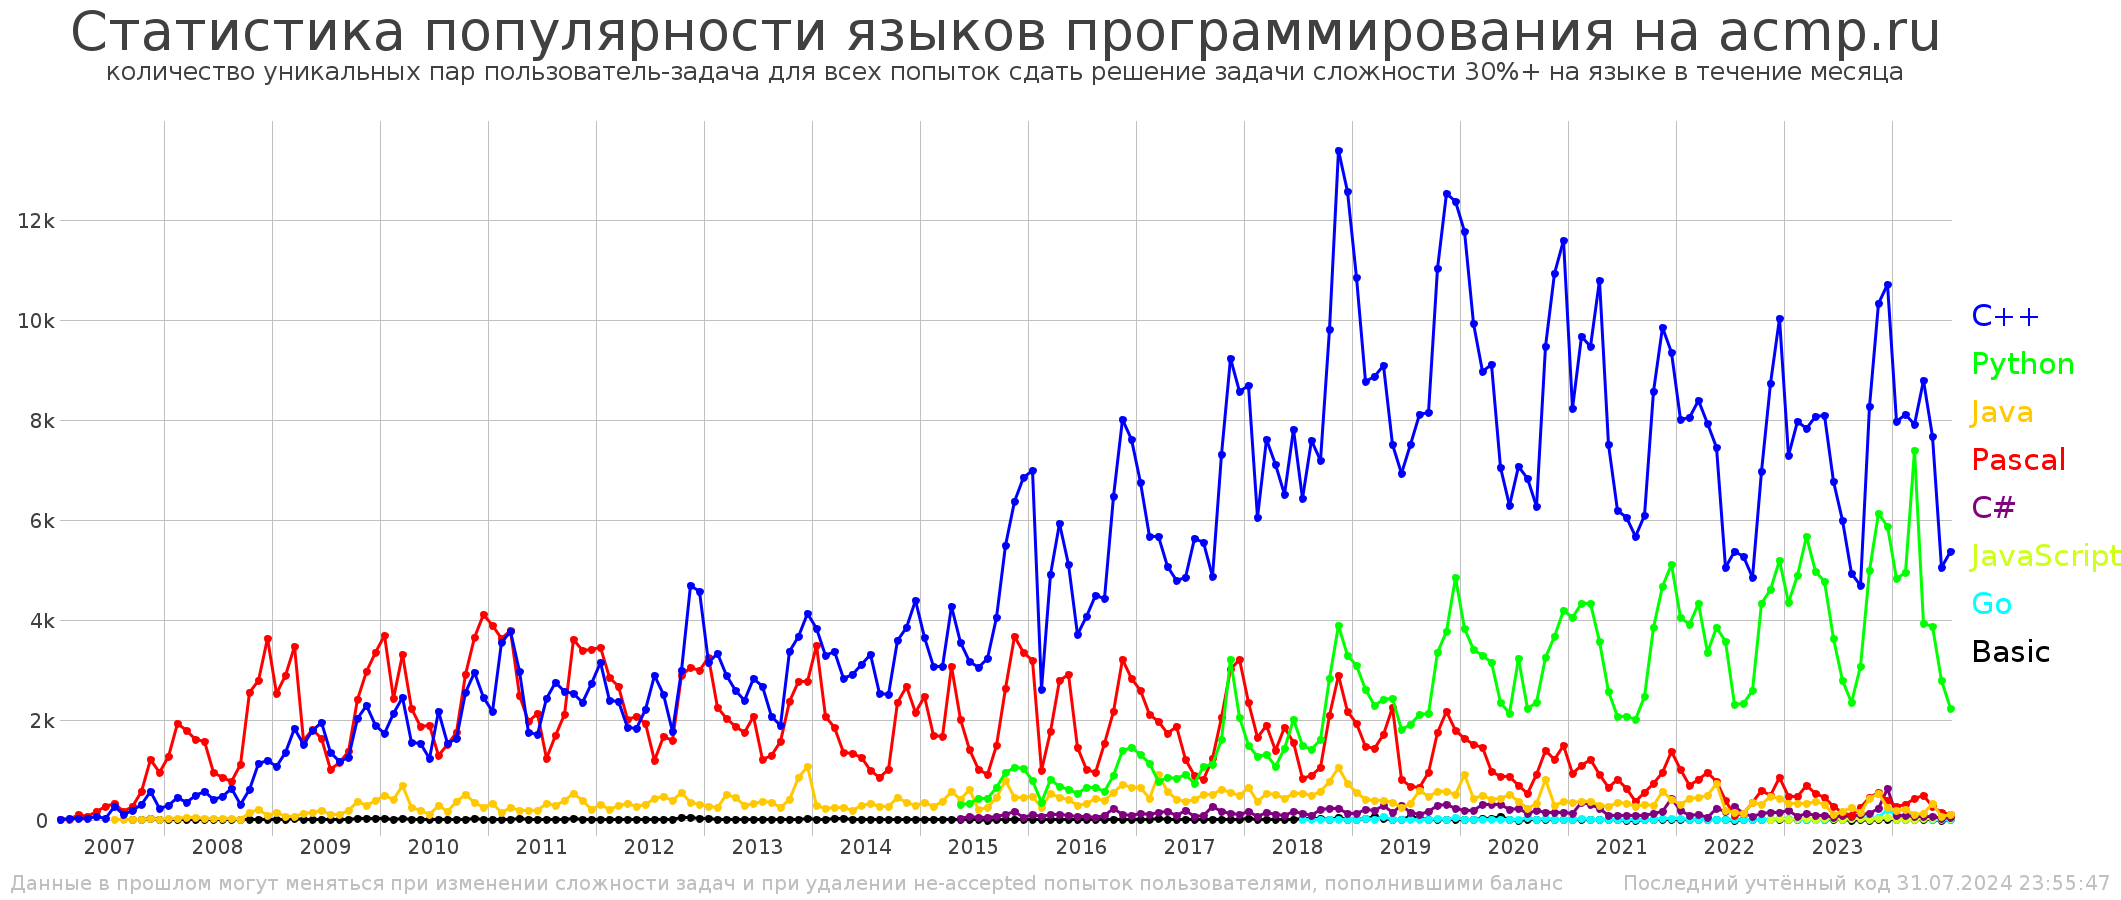 Статистика популярности языков программирования на acmp.ru
количество уникальных пар пользователь-задача для всех попыток сдать решение задачи сложности 30%+ на языке в течение месяца
12k
10k
8k
6k
4k
2k
0
C++
Python
Java
Pascal
C#
JavaScript
Go
Basic
2007 2008 2009 2010 2011 2012 2013 2014 2015 2016 2017 2018 2019 2020 2021 2022 2023
Данные в прошлом могут меняться при изменении сложности задач и при удалении не-accepted попыток пользователями, пополнившими баланс Последний учтённый код 31.07.2024 23:55:47